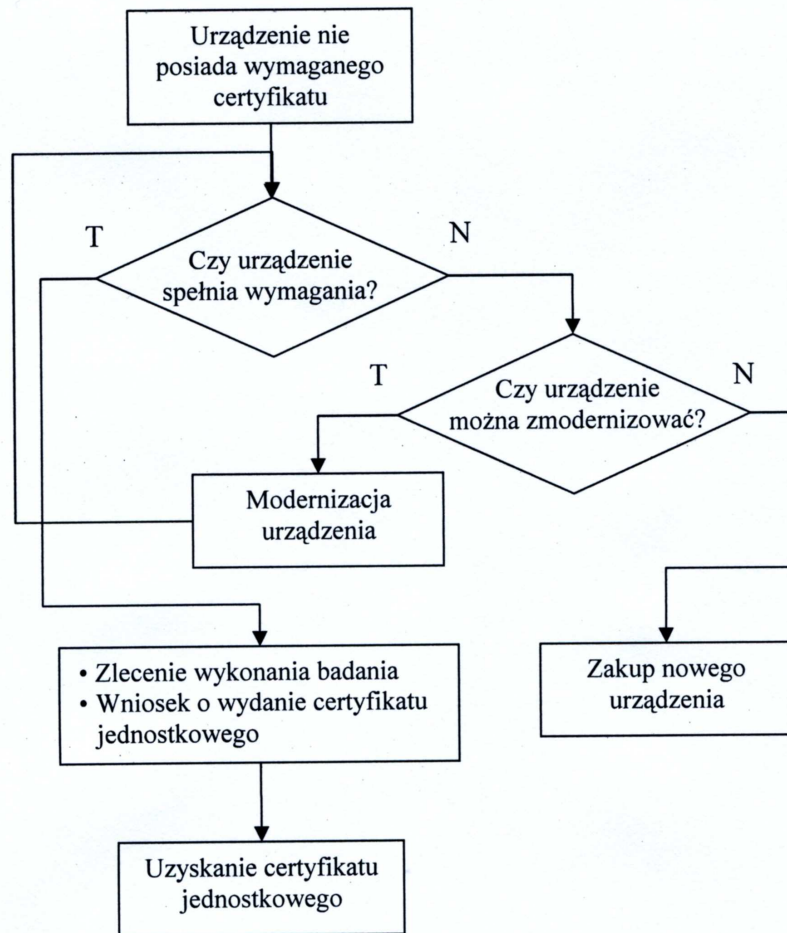 Urządzenie nie
posiada wymaganego
certyfikatu
T
N
Czy urządzenie
spełnia wymagania?
T
N
Czy urządzenie
można zmodernizować?
Modernizacja
urządzenia
• Zlecenie wykonania badania
• Wniosek o wydanie certyfikatu
jednostkowego
Zakup nowego
urządzenia
Uzyskanie certyfikatu
jednostkowego